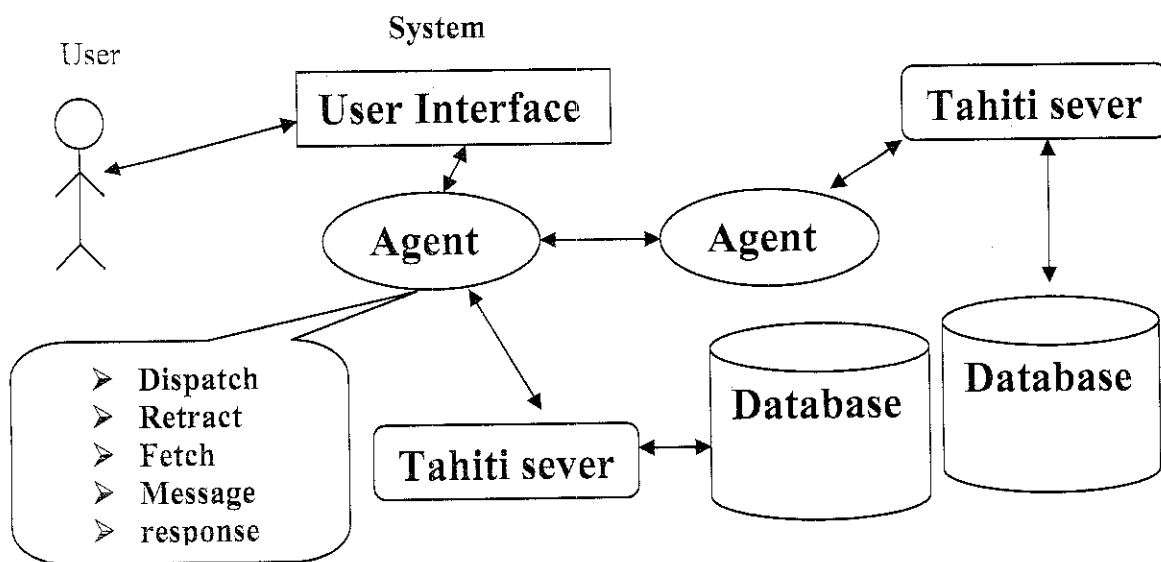 System
User
User Interface
Tahiti sever
Agent
Agent
Dispatch
Retract
Fetch
Message
response
Tahiti sever
Database
Database